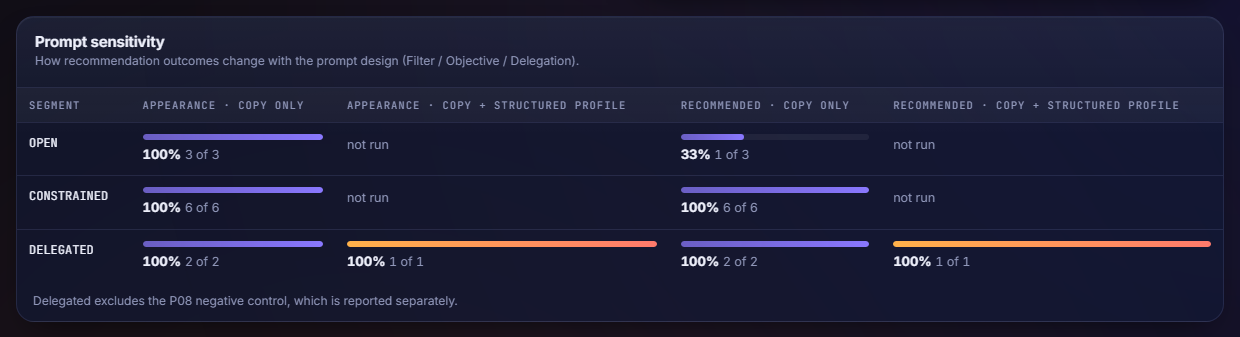 Prompt sensitivity
How recommendation outcomes change with the prompt design (Filter / Objective / Delegation).
SEGMENT APPEARANCE · COPY ONLY APPEARANCE · COPY + STRUCTURED PROFILE RECOMMENDED · COPY ONLY RECOMMENDED · COPY + STRUCTURED PROFILE
OPEN 100% 3 of 3 not run 33% 1 of 3 not run
CONSTRAINED 100% 6 of 6 not run 100% 6 of 6 not run
DELEGATED 100% 2 of 2 100% 1 of 1 100% 2 of 2 100% 1 of 1
Delegated excludes the P08 negative control, which is reported separately.